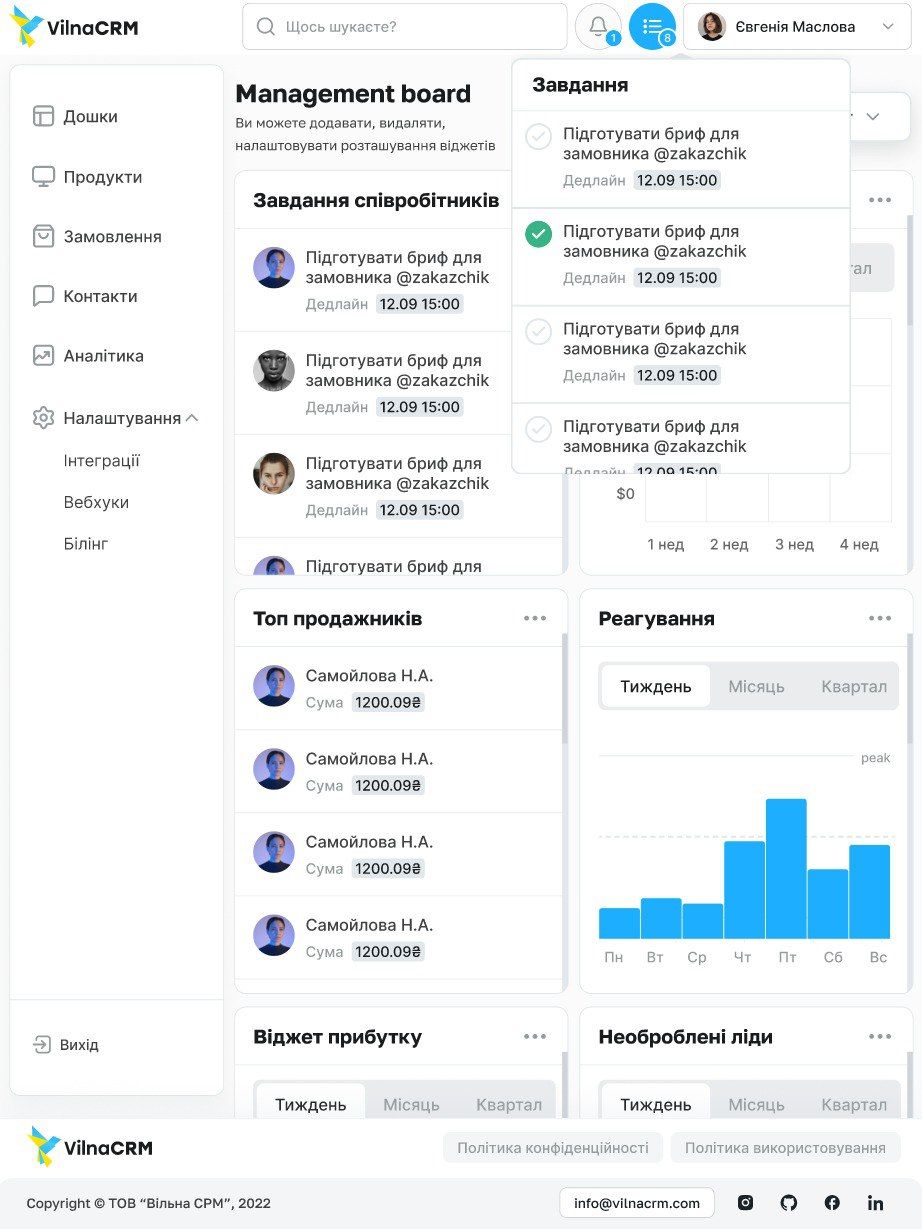 VilnaCRM
Щось шукаєте?
1
8
Євгенія Маслова
Дошки
Продукти
Замовлення
Контакти
Аналітика
Налаштування
Інтеграції
Вебхуки
Білінг
Вихід
Management board
Ви можете додавати, видаляти,
налаштовувати розташування віджетів
Завдання
Підготувати бриф для
замовника @zakazchik
Дедлайн 12.09 15:00
Підготувати бриф для
замовника @zakazchik
Дедлайн 12.09 15:00
Підготувати бриф для
замовника @zakazchik
Дедлайн 12.09 15:00
Підготувати бриф для
замовника @zakazchik
Дедлайн 12.09 15:00
Завдання співробітників
Підготувати бриф для
замовника @zakazchik
Дедлайн 12.09 15:00
Підготувати бриф для
замовника @zakazchik
Дедлайн 12.09 15:00
Підготувати бриф для
замовника @zakazchik
Дедлайн 12.09 15:00
Підготувати бриф для
$0
1 нед 2 нед 3 нед 4 нед
Топ продажників
Самойлова Н.А.
Сума 1200.09₴
Самойлова Н.А.
Сума 1200.09₴
Самойлова Н.А.
Сума 1200.09₴
Самойлова Н.А.
Сума 1200.09₴
Реагування
Тиждень Місяць Квартал
peak
Пн Вт Ср Чт Пт Сб Вс
Віджет прибутку
Тиждень Місяць Квартал
Необроблені ліди
Тиждень Місяць Квартал
VilnaCRM
Політика конфіденційності
Політика використовування
Copyright © ТОВ “Вільна СРМ”, 2022
info@vilnacrm.com